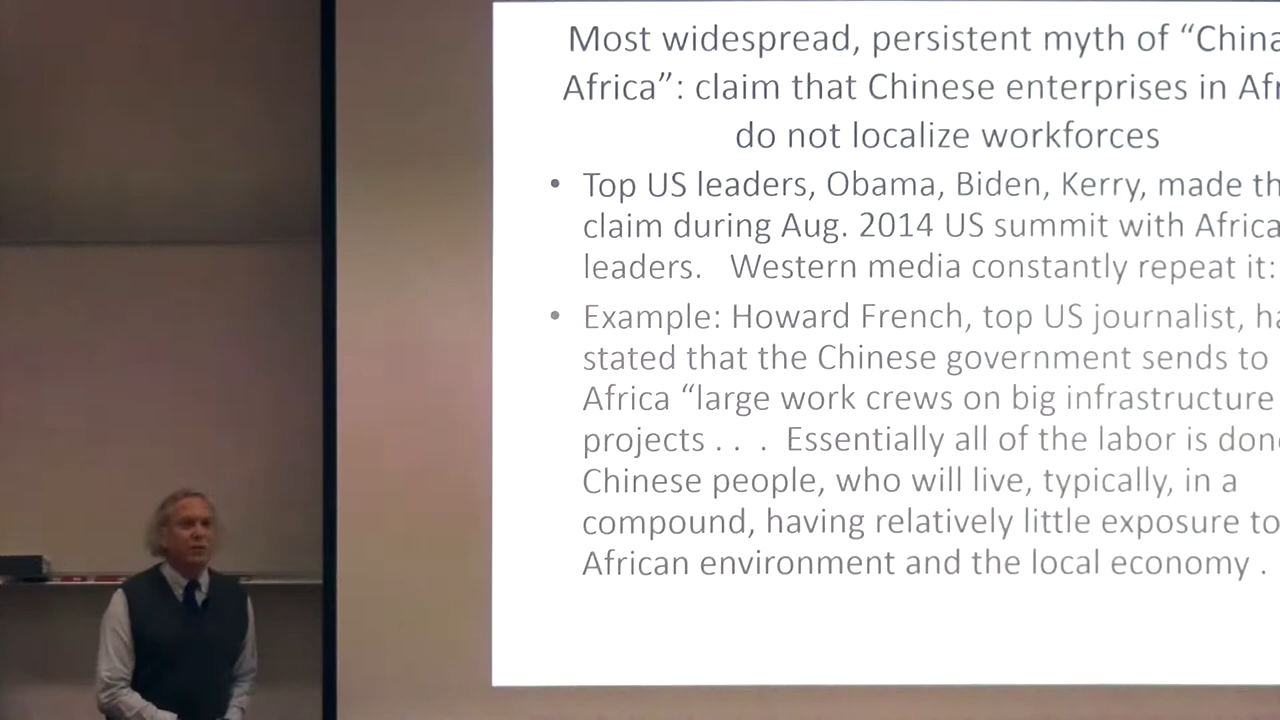 Most widespread, persistent myth of “China
Africa”: claim that Chinese enterprises in Afr
do not localize workforces
• Top US leaders, Obama, Biden, Kerry, made th
claim during Aug. 2014 US summit with Africa
leaders. Western media constantly repeat it:
• Example: Howard French, top US journalist, ha
stated that the Chinese government sends to
Africa “large work crews on big infrastructure
projects . . . Essentially all of the labor is done
Chinese people, who will live, typically, in a
compound, having relatively little exposure to
African environment and the local economy .